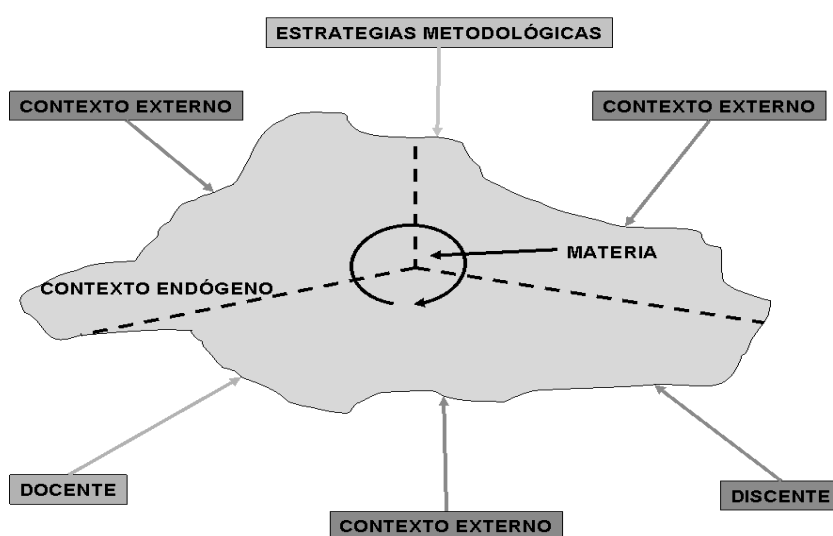 ESTRATEGIAS METODOLÓGICAS
CONTEXTO EXTERNO
CONTEXTO EXTERNO
MATERIA
CONTEXTO ENDÓGENO
DOCENTE
DISCENTE
CONTEXTO EXTERNO